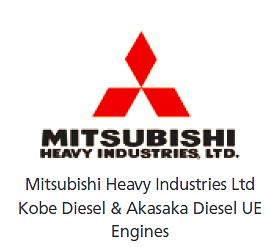 MITSUBISHI
HEAVY INDUSTRIES, LTD.
Mitsubishi Heavy Industries Ltd
Kobe Diesel & Akasaka Diesel UE
Engines